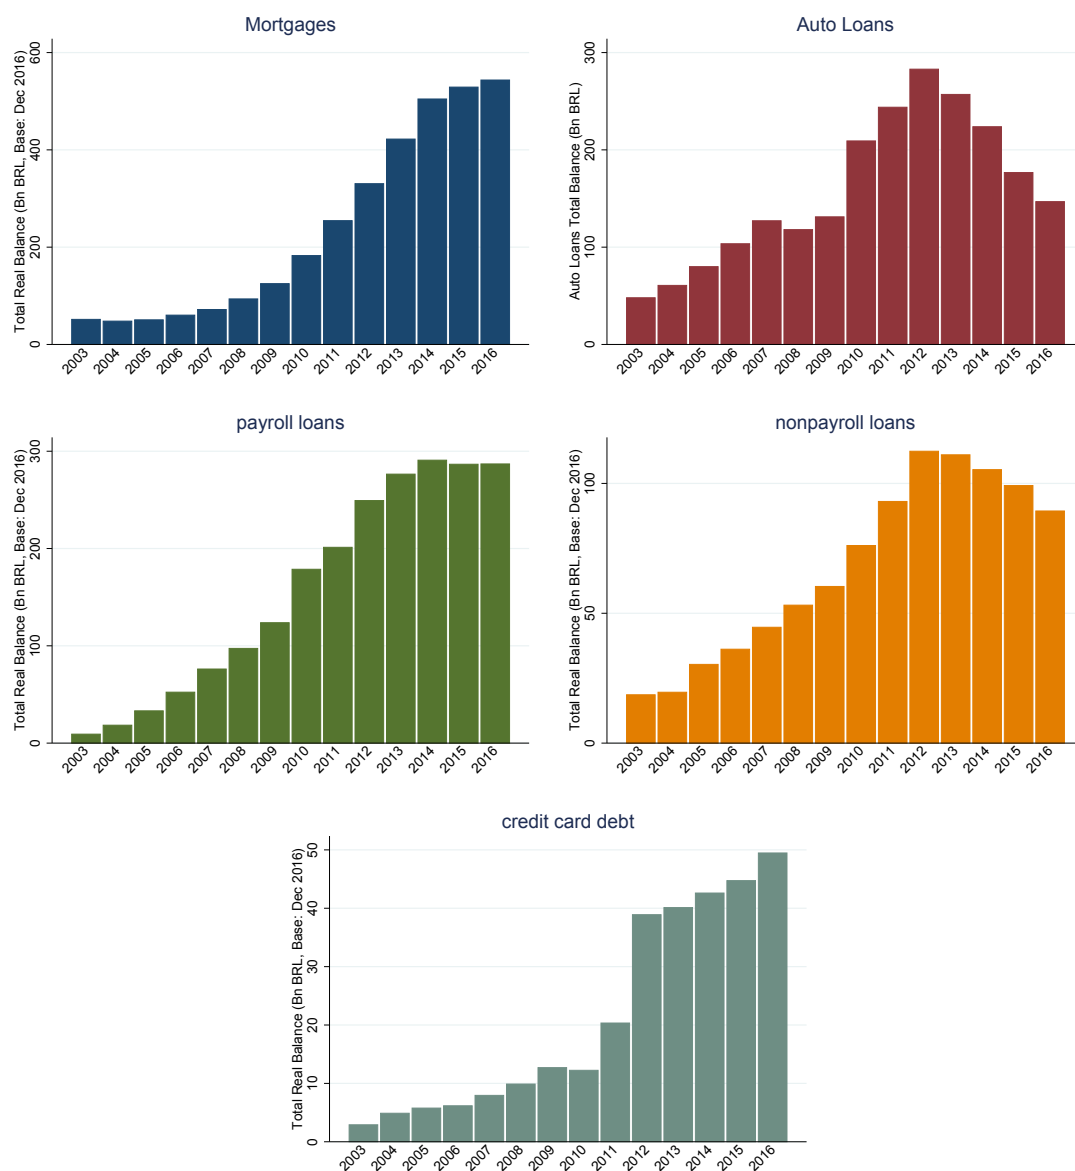 Mortgages
Total Real Balance (Bn BRL, Base: Dec 2016)
600
400
200
0
2003 2004 2005 2006 2007 2008 2009 2010 2011 2012 2013 2014 2015 2016
Auto Loans
Auto Loans Total Balance (Bn BRL)
300
200
100
0
2003 2004 2005 2006 2007 2008 2009 2010 2011 2012 2013 2014 2015 2016
payroll loans
Total Real Balance (Bn BRL, Base: Dec 2016)
300
200
100
0
2003 2004 2005 2006 2007 2008 2009 2010 2011 2012 2013 2014 2015 2016
nonpayroll loans
Total Real Balance (Bn BRL, Base: Dec 2016)
100
50
0
2003 2004 2005 2006 2007 2008 2009 2010 2011 2012 2013 2014 2015 2016
credit card debt
Total Real Balance (Bn BRL, Base: Dec 2016)
50
40
30
20
10
0
2003 2004 2005 2006 2007 2008 2009 2010 2011 2012 2013 2014 2015 2016